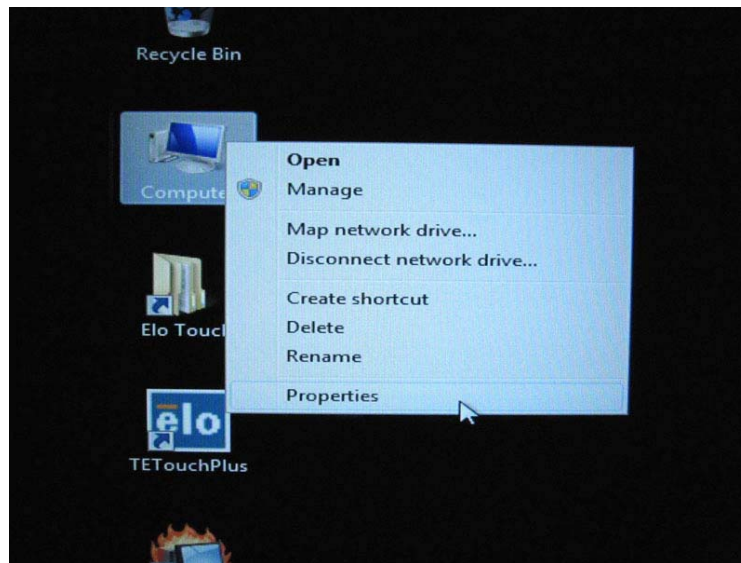 Recycle Bin
Compute
Open
Manage
Map network drive...
Disconnect network drive...
Create shortcut
Delete
Rename
Properties
Elo Touc
elo
TETouchPlus